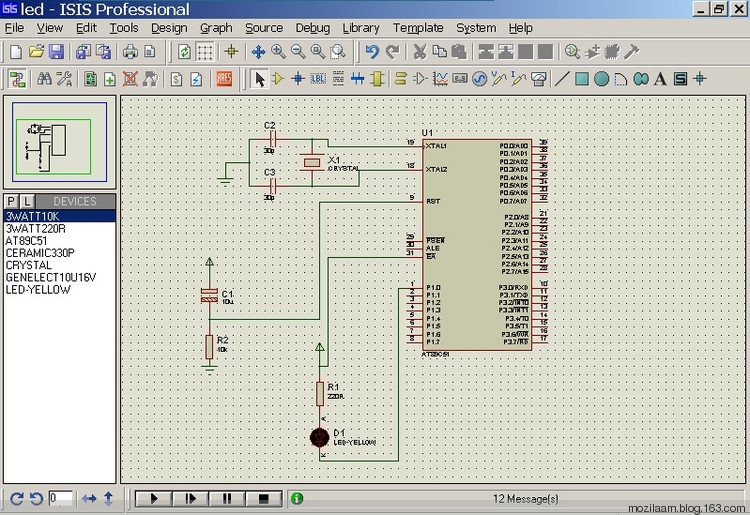 led - ISIS Professional
File View Edit Tools Design Graph Source Debug Library Template System Help
P L DEVICES
3WATT10K
3WATT220R
AT89C51
CERAMIC330P
CRYSTAL
GENELECT10U16V
LED-YELLOW
C2
30p
X1
CRYSTAL
C3
30p
C1
10u
R2
10k
R1
220R
D1
LED-YELLOW
U1
19 XTAL1
18 XTAL2
9 RST
29 PSEN
30 ALE
31 EA
1 P1.0
2 P1.1
3 P1.2
4 P1.3
5 P1.4
6 P1.5
7 P1.6
8 P1.7
P0.0/AD0 39
P0.1/AD1 38
P0.2/AD2 37
P0.3/AD3 36
P0.4/AD4 35
P0.5/AD5 34
P0.6/AD6 33
P0.7/AD7 32
P2.0/A8 21
P2.1/A9 22
P2.2/A10 23
P2.3/A11 24
P2.4/A12 25
P2.5/A13 26
P2.6/A14 27
P2.7/A15 28
P3.0/RXD 10
P3.1/TXD 11
P3.2/INT0 12
P3.3/INT1 13
P3.4/T0 14
P3.5/T1 15
P3.6/WR 16
P3.7/RD 17
AT89C51
0
12 Message(s)
mozilaam.blog.163.com